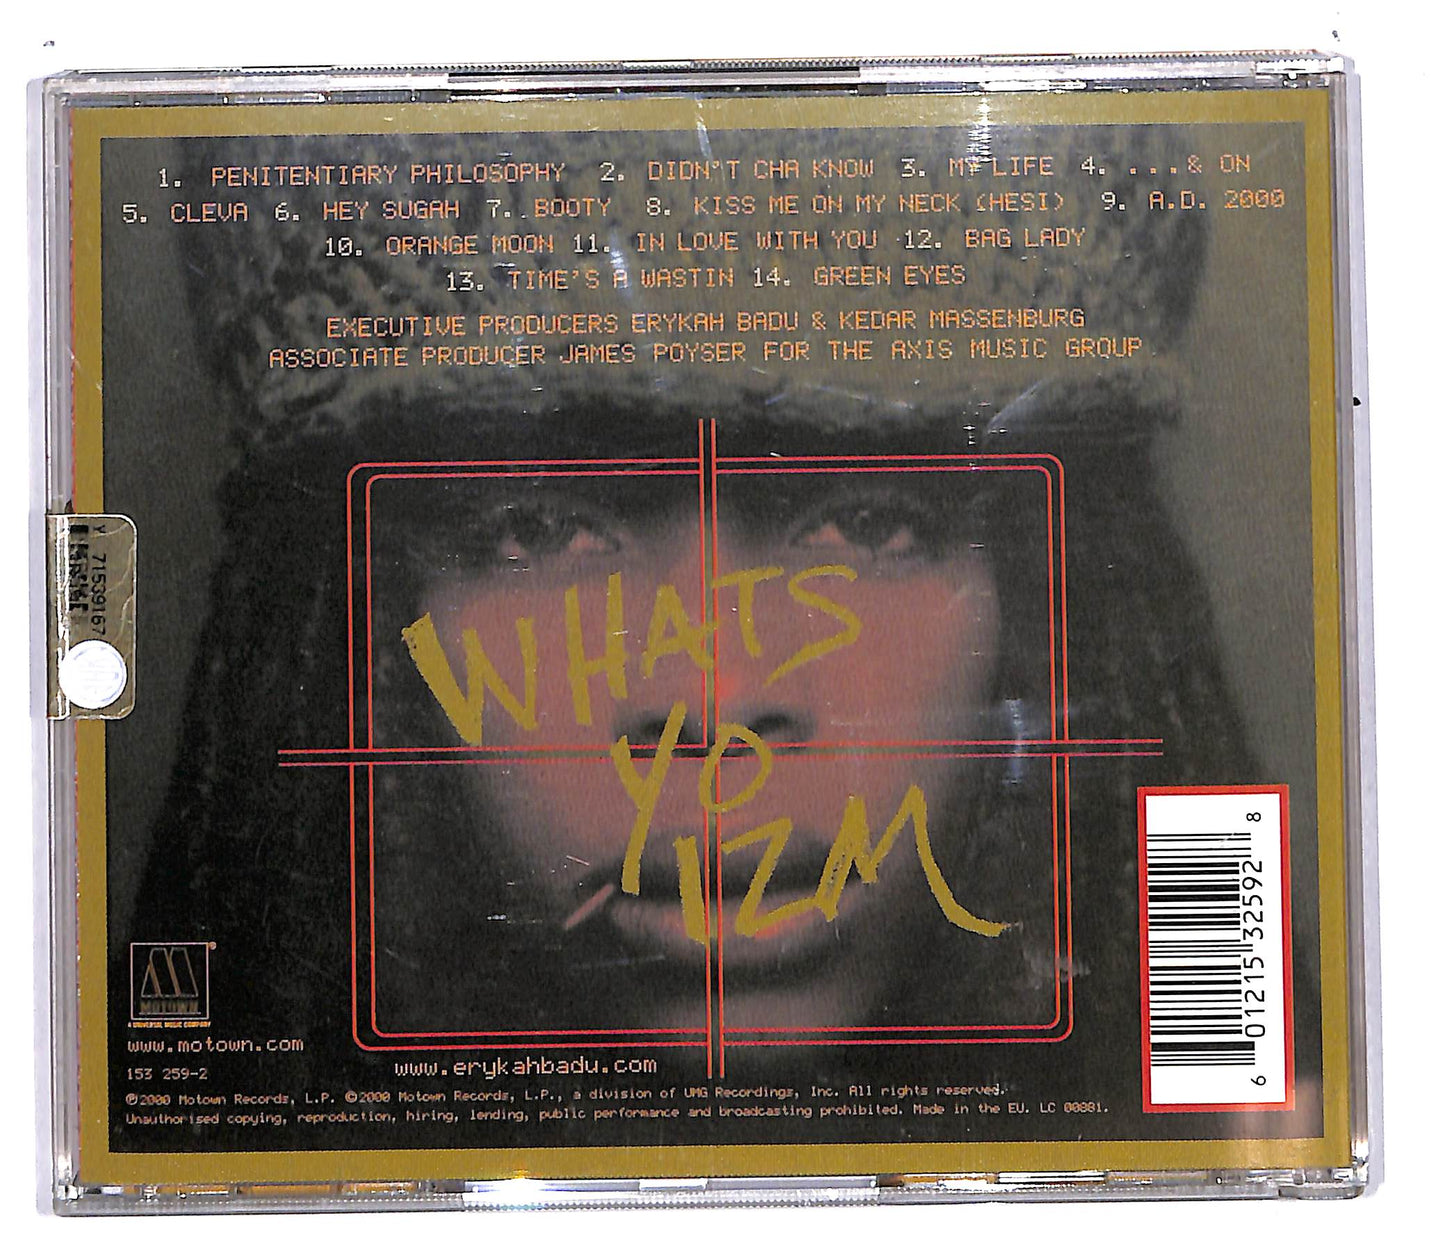 1. PENITENTIARY PHILOSOPHY 2. DIDN'T CHA KNOW 3. MY LIFE 4. ...& ON
5. CLEVA 6. HEY SUGAH 7. BOOTY 8. KISS ME ON MY NECK (HESI) 9. A.D. 2000
10. ORANGE MOON 11. IN LOVE WITH YOU 12. BAG LADY
13. TIME'S A WASTIN 14. GREEN EYES
EXECUTIVE PRODUCERS ERYKAH BADU & KEDAR MASSENBURG
ASSOCIATE PRODUCER JAMES POYSER FOR THE AXIS MUSIC GROUP
Y 71539167
WHATS
YO
IZM
MOTOWN®
A UNIVERSAL MUSIC COMPANY
www.motown.com
153 259-2
www.erykahbadu.com
℗2000 Motown Records, L.P. ©2000 Motown Records, L.P., a division of UMG Recordings, Inc. All rights reserved.
Unauthorised copying, reproduction, hiring, lending, public performance and broadcasting prohibited. Made in the EU. LC 00881.
6 01215 32592 8